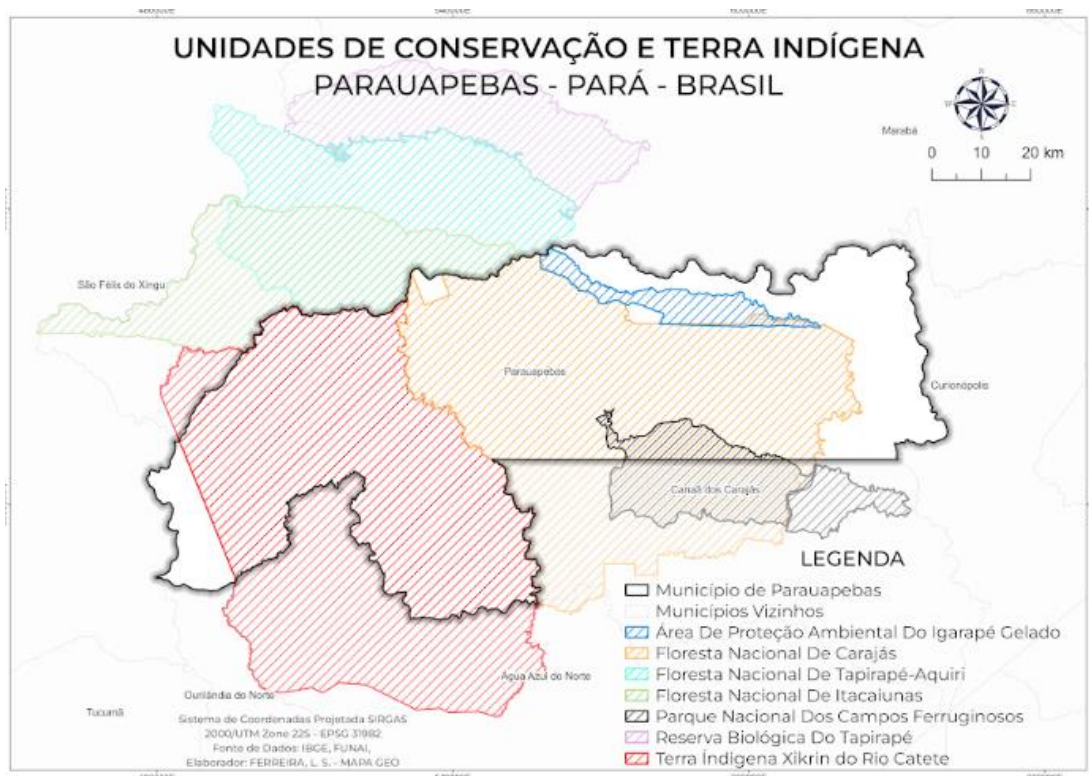 UNIDADES DE CONSERVAÇÃO E TERRA INDÍGENA
PARAUAPEBAS - PARÁ - BRASIL
N
W
E
S
Marabá
0 10 20 km
São Félix do Xingu
Parauapebas
Curionópolis
Canaã dos Carajás
LEGENDA
Município de Parauapebas
Municípios Vizinhos
Área De Proteção Ambiental Do Igarapé Gelado
Floresta Nacional De Carajás
Floresta Nacional De Tapirapé-Aquiri
Floresta Nacional De Itacaiunas
Parque Nacional Dos Campos Ferruginosos
Reserva Biológica Do Tapirapé
Terra Índígena Xikrin do Rio Catete
Água Azul do Norte
Ourilândia do Norte
Tucumã
Sistema de Coordenadas Projetada SIRGAS
2000/UTM Zone 22S - EPSG 31982
Fonte de Dados: IBGE, FUNAI,
Elaborador: FERREIRA, L. S. - MAPA GEO